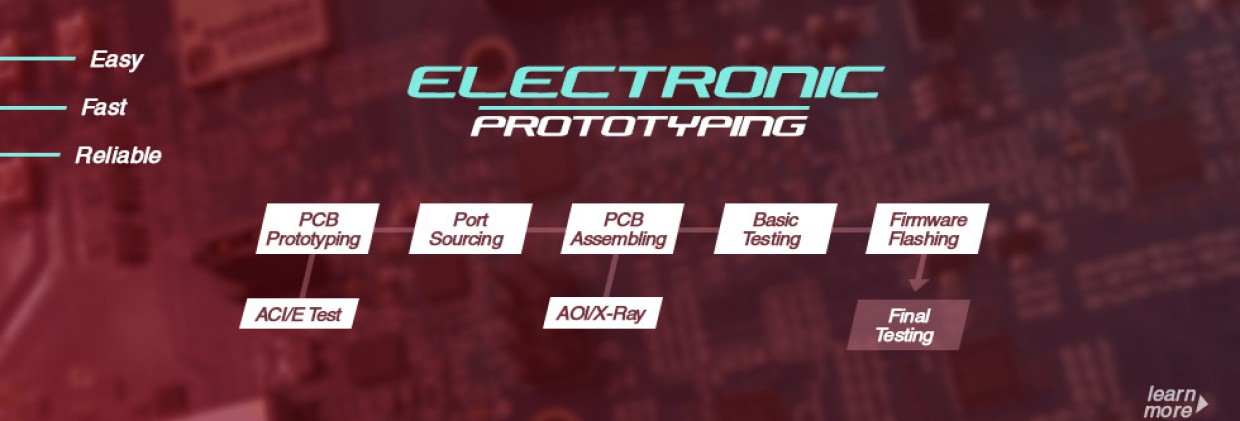 Easy
Fast
Reliable
ELECTRONIC
PROTOTYPING
PCB
Prototyping
Port
Sourcing
PCB
Assembling
Basic
Testing
Firmware
Flashing
ACI/E Test
AOI/X-Ray
Final
Testing
learn
more